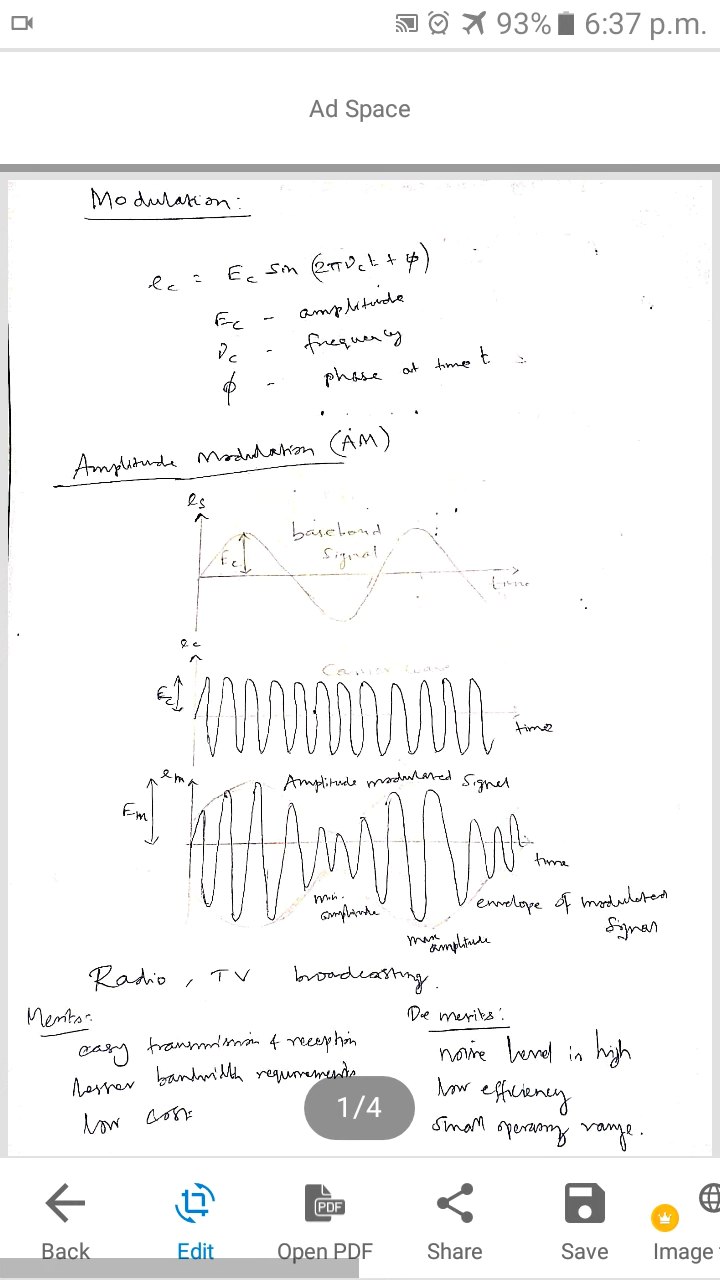 93% 6:37 p.m.
Ad Space
Modulation:
ec = Ec sin (2πνct + φ)
Ec - amplitude
νc - frequency
φ - phase at time t
Amplitude Modulation (AM)
es
baseband
signal
Ec
time
ec
Carrier wave
Ec
time
em
Amplitude modulated Signal
Em
time
min.
amplitude
envelope of modulated
Signal
max
amplitude
Radio, TV broadcasting.
Merits:
easy transmission & reception
lesser bandwidth requirements
low cost
De merits:
noise level is high
low efficiency
small operating range.
1/4
Back
Edit
PDF
Open PDF
Share
Save
Image